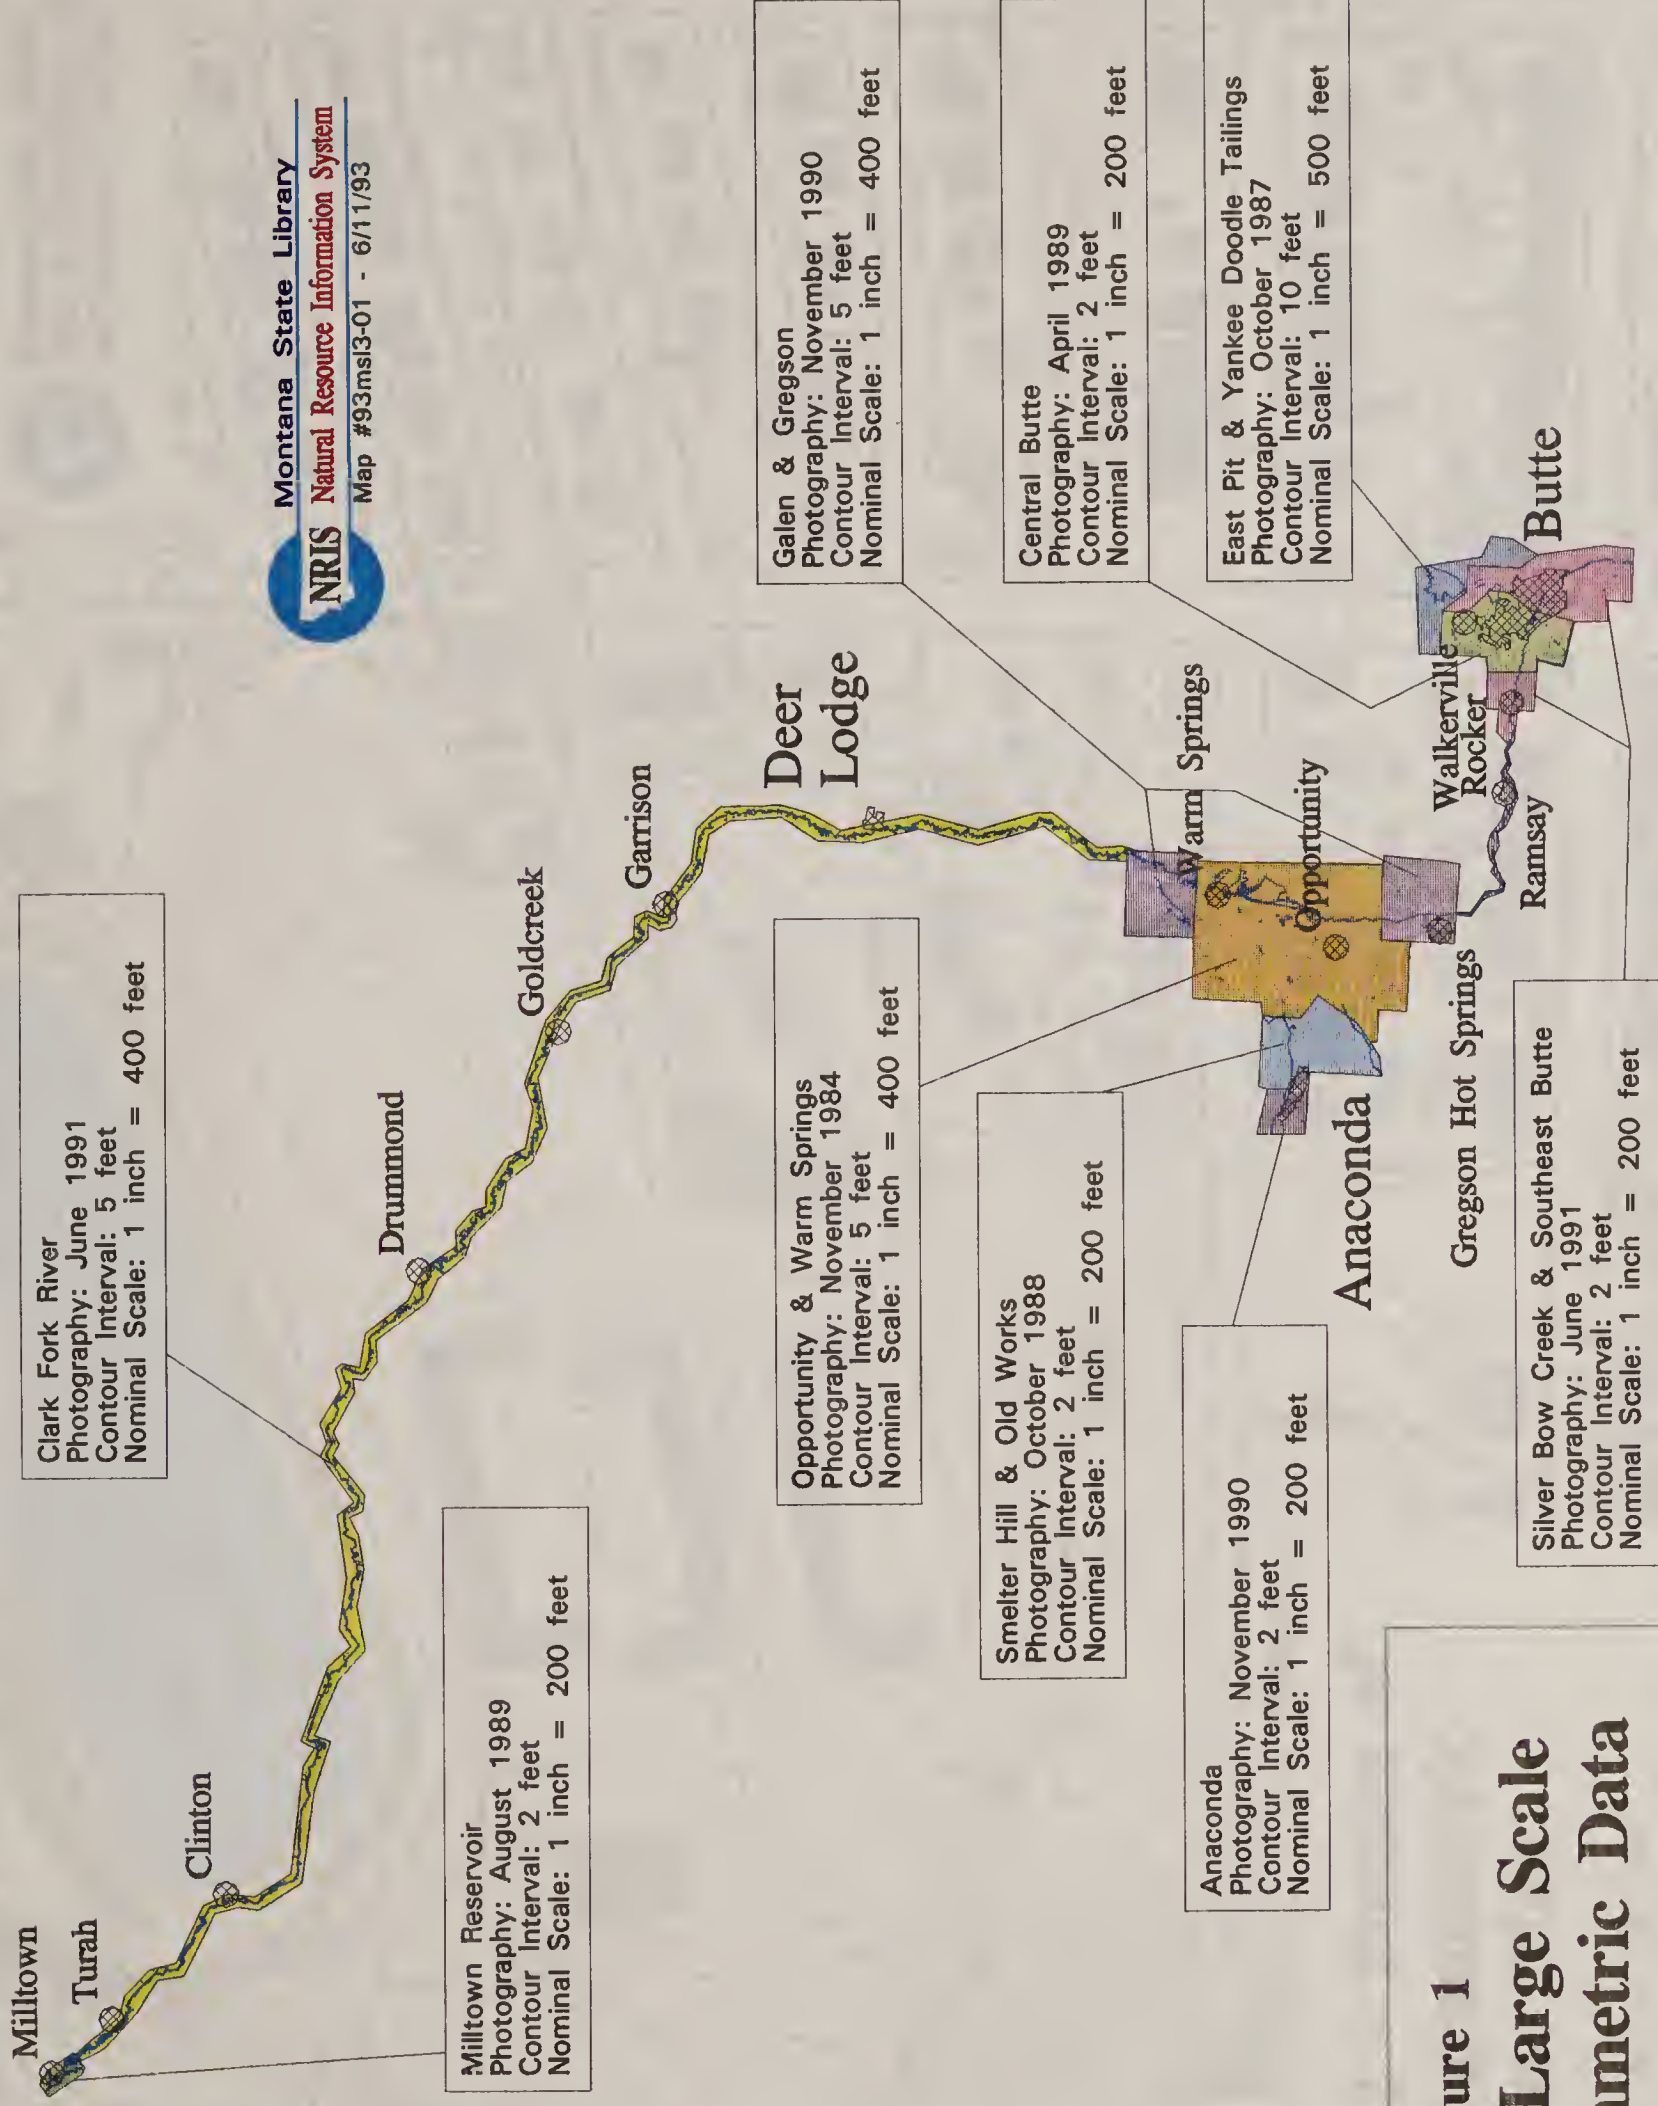 Montana State Library
NRIS Natural Resource Information System
Map #93msl3-01 - 6/11/93
Milltown
Turah
Clinton
Drummond
Goldcreek
Garrison
Deer
Lodge
Warm Springs
Opportunity
Anaconda
Gregson Hot Springs
Ramsay
Rocker
Walkerville
Butte
Clark Fork River
Photography: June 1991
Contour Interval: 5 feet
Nominal Scale: 1 inch = 400 feet
Milltown Reservoir
Photography: August 1989
Contour Interval: 2 feet
Nominal Scale: 1 inch = 200 feet
Galen & Gregson
Photography: November 1990
Contour Interval: 5 feet
Nominal Scale: 1 inch = 400 feet
Opportunity & Warm Springs
Photography: November 1984
Contour Interval: 5 feet
Nominal Scale: 1 inch = 400 feet
Central Butte
Photography: April 1989
Contour Interval: 2 feet
Nominal Scale: 1 inch = 200 feet
Smelter Hill & Old Works
Photography: October 1988
Contour Interval: 2 feet
Nominal Scale: 1 inch = 200 feet
East Pit & Yankee Doodle Tailings
Photography: October 1987
Contour Interval: 10 feet
Nominal Scale: 1 inch = 500 feet
Anaconda
Photography: November 1990
Contour Interval: 2 feet
Nominal Scale: 1 inch = 200 feet
Silver Bow Creek & Southeast Butte
Photography: June 1991
Contour Interval: 2 feet
Nominal Scale: 1 inch = 200 feet
ure 1
Large Scale
ametric Data